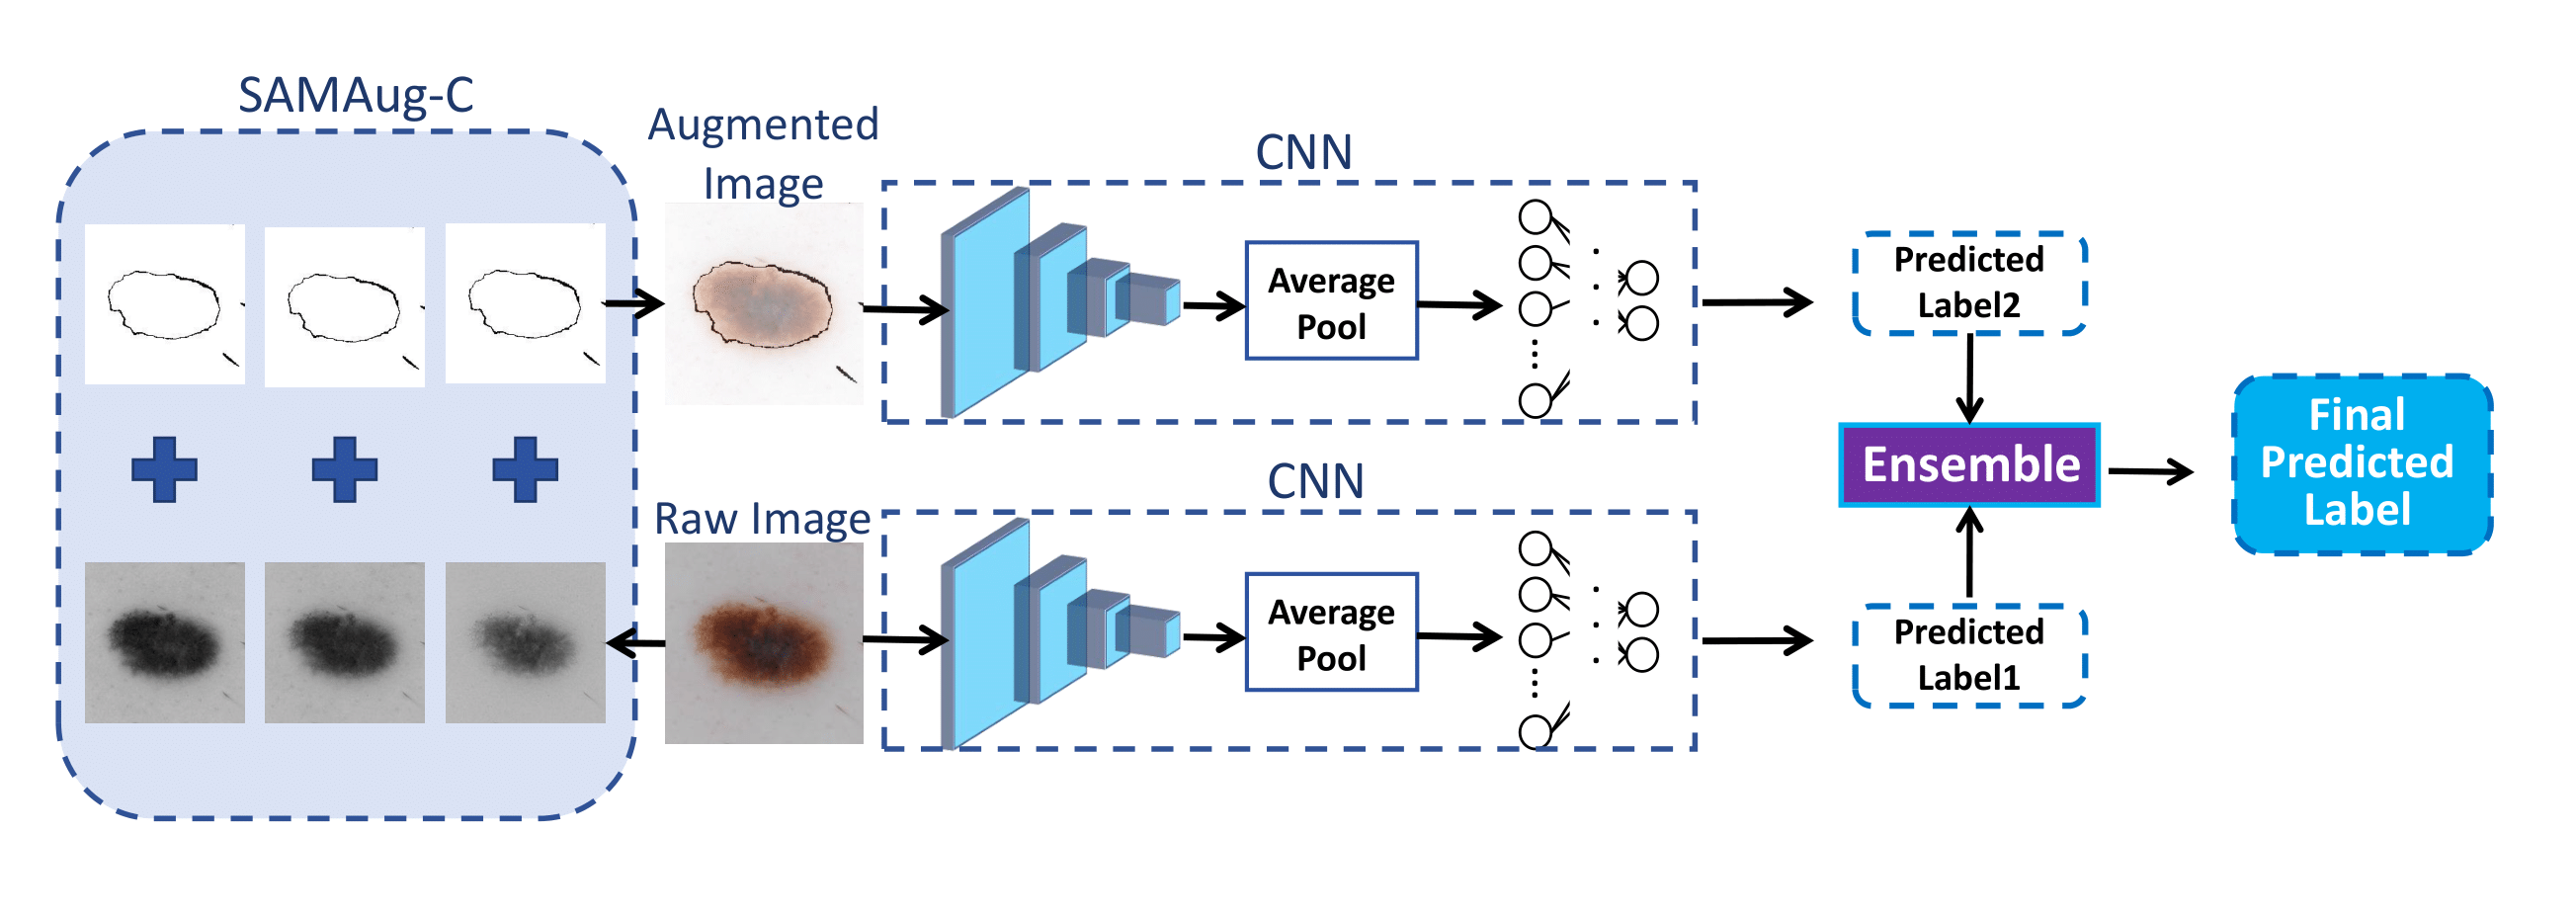 SAMAug-C
Augmented
Image
CNN
Average
Pool
Predicted
Label2
Raw Image
CNN
Average
Pool
Predicted
Label1
Ensemble
Final
Predicted
Label